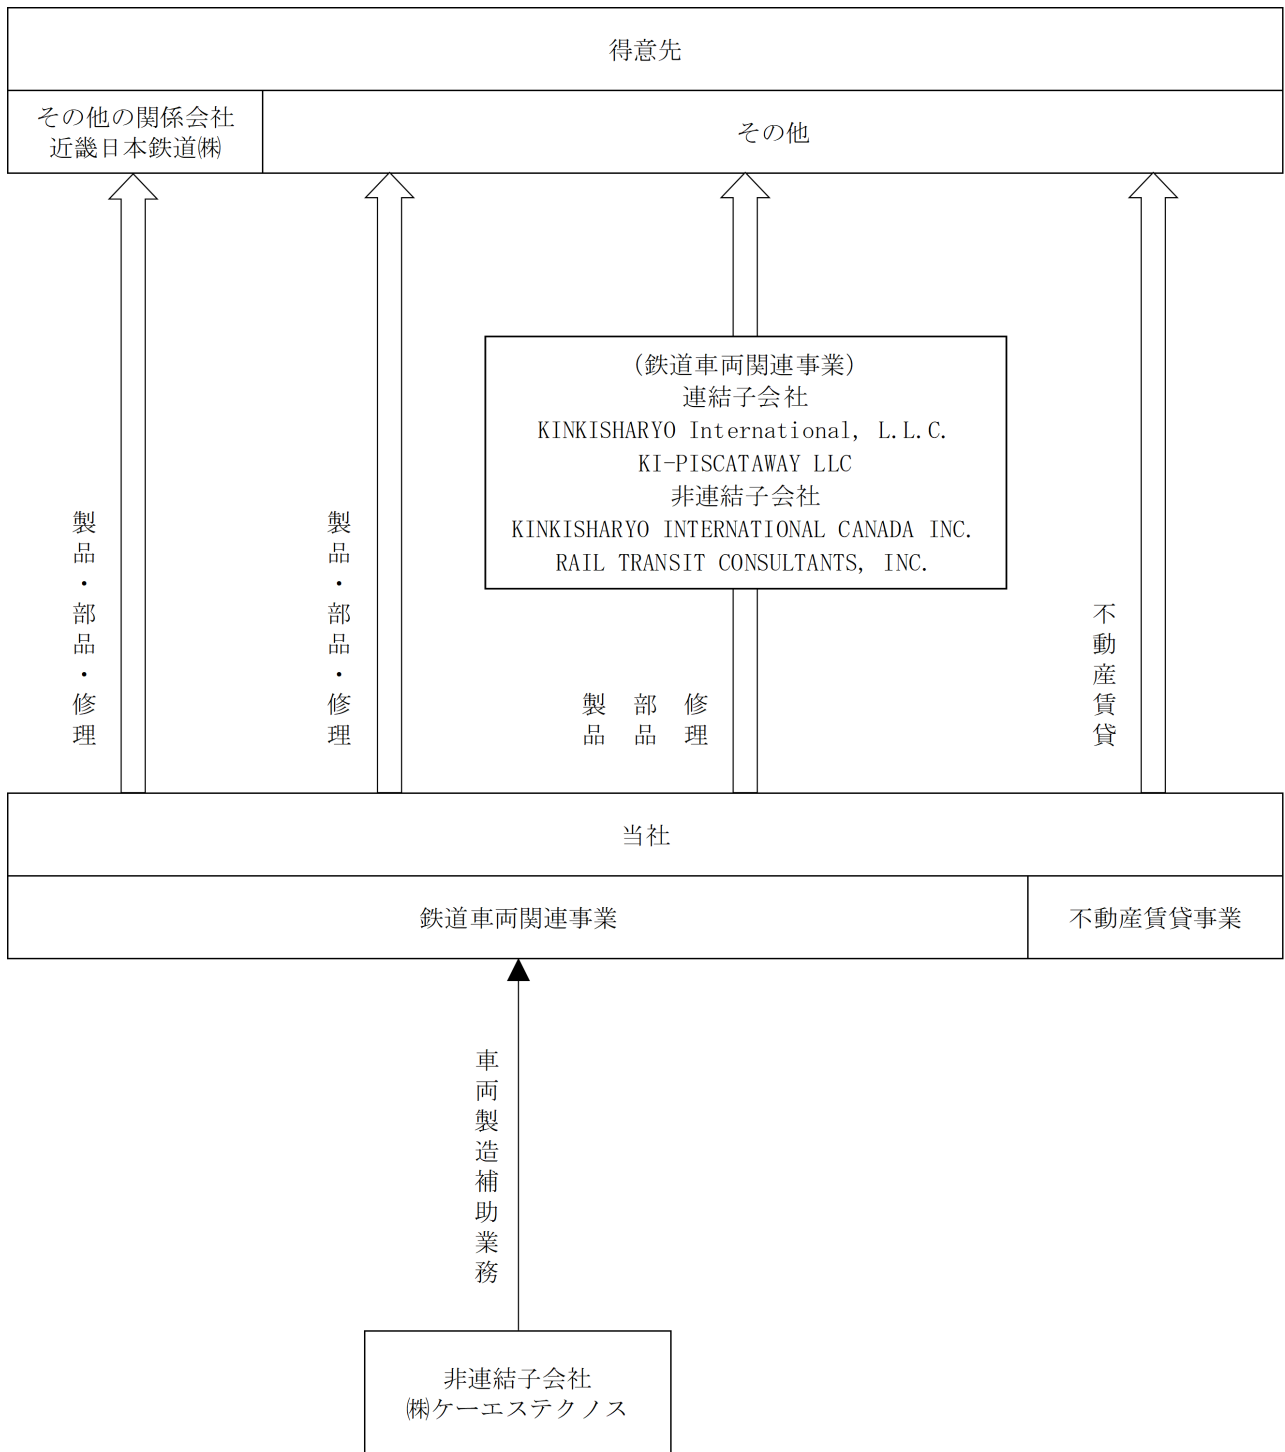 得意先
その他の関係会社
近畿日本鉄道㈱
その他
(鉄道車両関連事業)
連結子会社
KINKISHARYO International, L.L.C.
KI-PISCATAWAY LLC
非連結子会社
KINKISHARYO INTERNATIONAL CANADA INC.
RAIL TRANSIT CONSULTANTS, INC.
製品・部品・修理
製品・部品・修理
製品
部品
修理
不動産賃貸
当社
鉄道車両関連事業
不動産賃貸事業
車両製造補助業務
非連結子会社
㈱ケーエステクノス